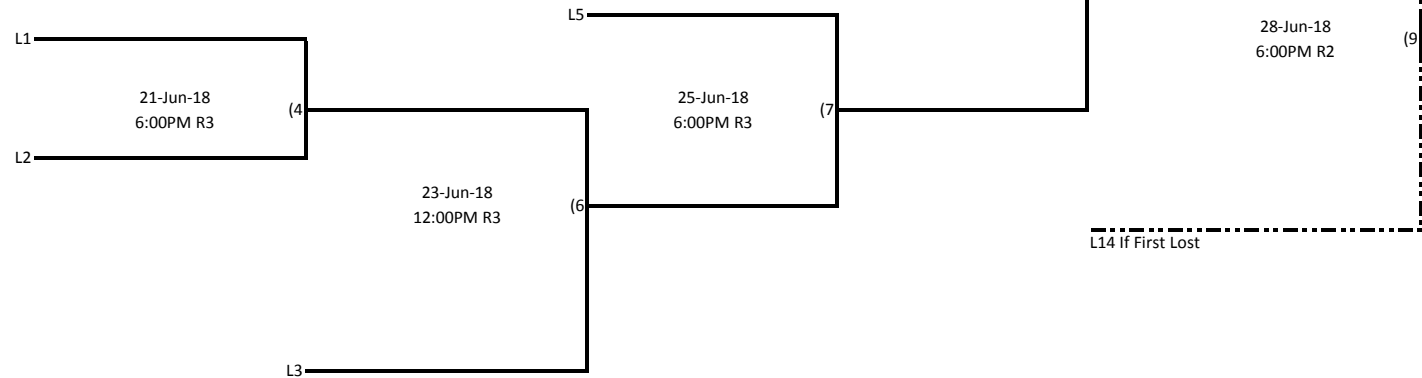 L5
28-Jun-18
6:00PM R2
(9
L1
21-Jun-18
6:00PM R3
(4
25-Jun-18
6:00PM R3
(7
L2
23-Jun-18
12:00PM R3
(6
L14 If First Lost
L3